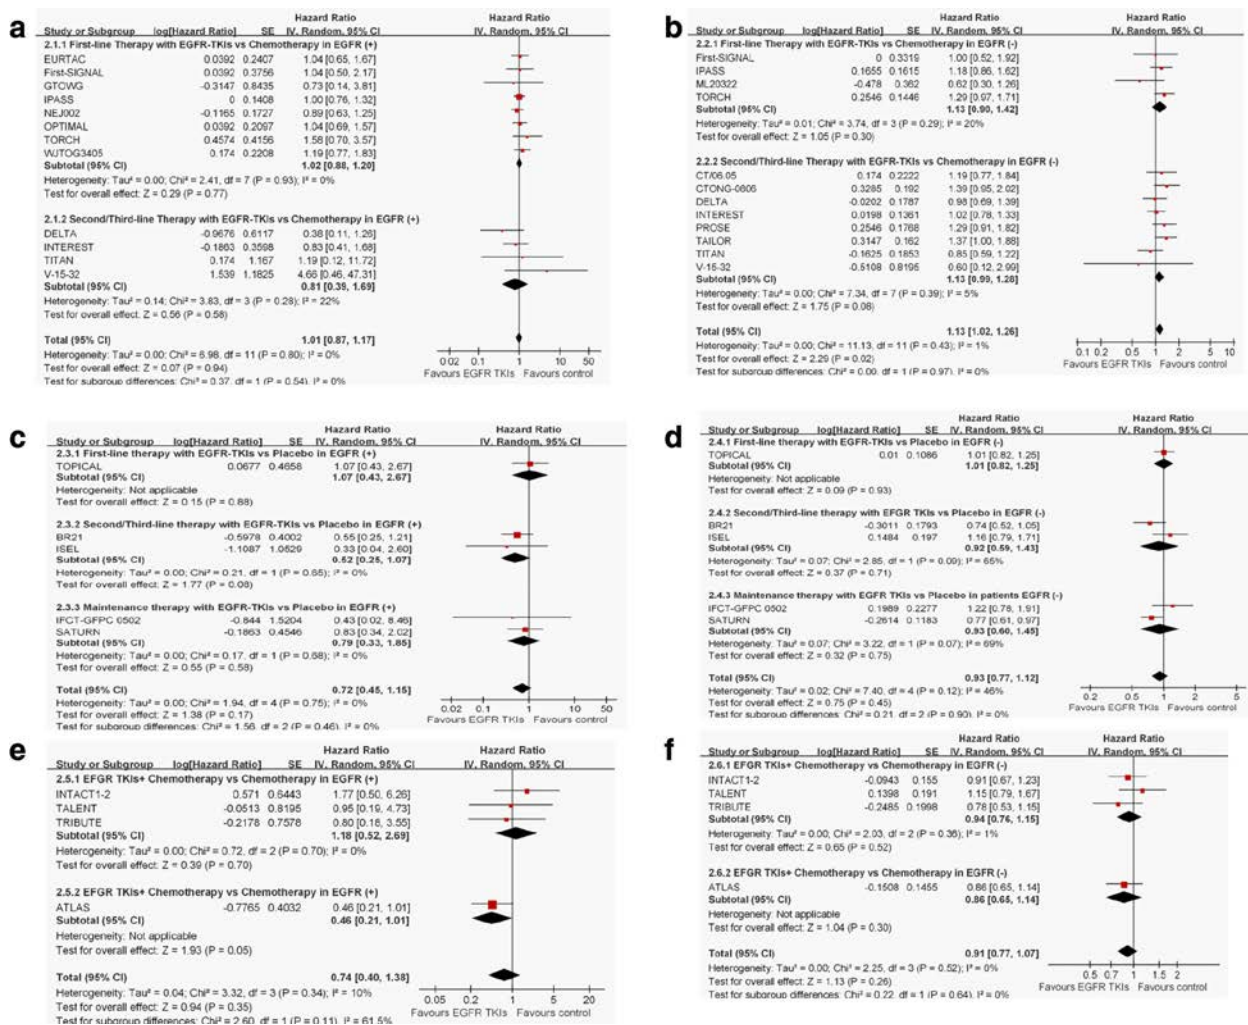 a
Hazard Ratio Hazard Ratio
Study or Subgroup log[Hazard Ratio] SE IV, Random, 95% CI IV, Random, 95% CI
2.1.1 First-line Therapy with EGFR-TKIs vs Chemotherapy in EGFR (+)
EURTAC 0.0392 0.2407 1.04 [0.65, 1.67]
First-SIGNAL 0.0392 0.3756 1.04 [0.50, 2.17]
GTOWG -0.3147 0.8435 0.73 [0.14, 3.81]
IPASS 0 0.1408 1.00 [0.76, 1.32]
NEJ002 -0.1165 0.1727 0.89 [0.63, 1.25]
OPTIMAL 0.0392 0.2097 1.04 [0.69, 1.57]
TORCH 0.4574 0.4156 1.58 [0.70, 3.57]
WJTOG3405 0.174 0.2208 1.19 [0.77, 1.83]
Subtotal (95% CI) 1.02 [0.88, 1.20]
Heterogeneity: Tau² = 0.00; Chi² = 2.41, df = 7 (P = 0.93); I² = 0%
Test for overall effect: Z = 0.29 (P = 0.77)
2.1.2 Second/Third-line Therapy with EGFR-TKIs vs Chemotherapy in EGFR (+)
DELTA -0.9676 0.6117 0.38 [0.11, 1.26]
INTEREST -0.1863 0.3598 0.83 [0.41, 1.68]
TITAN 0.174 1.167 1.19 [0.12, 11.72]
V-15-32 1.539 1.1825 4.66 [0.46, 47.31]
Subtotal (95% CI) 0.81 [0.39, 1.69]
Heterogeneity: Tau² = 0.14; Chi² = 3.83, df = 3 (P = 0.28); I² = 22%
Test for overall effect: Z = 0.56 (P = 0.58)
Total (95% CI) 1.01 [0.87, 1.17]
Heterogeneity: Tau² = 0.00; Chi² = 6.98, df = 11 (P = 0.80); I² = 0%
Test for overall effect: Z = 0.07 (P = 0.94)
Test for subgroup differences: Chi² = 0.37, df = 1 (P = 0.54), I² = 0%
0.02 0.1 1 10 50
Favours EGFR TKIs Favours control
b
Hazard Ratio Hazard Ratio
Study or Subgroup log[Hazard Ratio] SE IV, Random, 95% CI IV, Random, 95% CI
2.2.1 First-line Therapy with EGFR-TKIs vs Chemotherapy in EGFR (-)
First-SIGNAL 0 0.3319 1.00 [0.52, 1.92]
IPASS 0.1655 0.1615 1.18 [0.86, 1.62]
ML20322 -0.478 0.362 0.62 [0.30, 1.26]
TORCH 0.2546 0.1446 1.29 [0.97, 1.71]
Subtotal (95% CI) 1.13 [0.90, 1.42]
Heterogeneity: Tau² = 0.01; Chi² = 3.74, df = 3 (P = 0.29); I² = 20%
Test for overall effect: Z = 1.05 (P = 0.30)
2.2.2 Second/Third-line Therapy with EGFR-TKIs vs Chemotherapy in EGFR (-)
CT/06.05 0.174 0.2222 1.19 [0.77, 1.84]
CTONG-0806 0.3285 0.192 1.39 [0.95, 2.02]
DELTA -0.0202 0.1787 0.98 [0.69, 1.39]
INTEREST 0.0198 0.1361 1.02 [0.78, 1.33]
PROSE 0.2546 0.1768 1.29 [0.91, 1.82]
TAILOR 0.3147 0.162 1.37 [1.00, 1.88]
TITAN -0.1625 0.1853 0.85 [0.59, 1.22]
V-15-32 -0.5108 0.8195 0.60 [0.12, 2.99]
Subtotal (95% CI) 1.13 [0.99, 1.28]
Heterogeneity: Tau² = 0.00; Chi² = 7.34, df = 7 (P = 0.39); I² = 5%
Test for overall effect: Z = 1.75 (P = 0.08)
Total (95% CI) 1.13 [1.02, 1.26]
Heterogeneity: Tau² = 0.00; Chi² = 11.13, df = 11 (P = 0.43); I² = 1%
Test for overall effect: Z = 2.29 (P = 0.02)
Test for subgroup differences: Chi² = 0.00, df = 1 (P = 0.97), I² = 0%
0.1 0.2 0.5 1 2 5 10
Favours EGFR TKIs Favours control
c
Hazard Ratio Hazard Ratio
Study or Subgroup log[Hazard Ratio] SE IV, Random, 95% CI IV, Random, 95% CI
2.3.1 First-line therapy with EGFR-TKIs vs Placebo in EGFR (+)
TOPICAL 0.0677 0.4658 1.07 [0.43, 2.67]
Subtotal (95% CI) 1.07 [0.43, 2.67]
Heterogeneity: Not applicable
Test for overall effect: Z = 0.15 (P = 0.88)
2.3.2 Second/Third-line therapy with EGFR-TKIs vs Placebo in EGFR (+)
BR21 -0.5978 0.4002 0.55 [0.25, 1.21]
ISEL -1.1087 1.0529 0.33 [0.04, 2.60]
Subtotal (95% CI) 0.52 [0.25, 1.07]
Heterogeneity: Tau² = 0.00; Chi² = 0.21, df = 1 (P = 0.65); I² = 0%
Test for overall effect: Z = 1.77 (P = 0.08)
2.3.3 Maintenance therapy with EGFR-TKIs vs Placebo in EGFR (+)
IFCT-GFPC 0502 -0.844 1.5204 0.43 [0.02, 8.46]
SATURN -0.1863 0.4546 0.83 [0.34, 2.02]
Subtotal (95% CI) 0.79 [0.33, 1.85]
Heterogeneity: Tau² = 0.00; Chi² = 0.17, df = 1 (P = 0.68); I² = 0%
Test for overall effect: Z = 0.55 (P = 0.58)
Total (95% CI) 0.72 [0.45, 1.15]
Heterogeneity: Tau² = 0.00; Chi² = 1.94, df = 4 (P = 0.75); I² = 0%
Test for overall effect: Z = 1.38 (P = 0.17)
Test for subgroup differences: Chi² = 1.56, df = 2 (P = 0.46), I² = 0%
0.02 0.1 1 10 50
Favours EGFR TKIs Favours control
d
Hazard Ratio Hazard Ratio
Study or Subgroup log[Hazard Ratio] SE IV, Random, 95% CI IV, Random, 95% CI
2.4.1 First-line therapy with EGFR-TKIs vs Placebo in EGFR (-)
TOPICAL 0.01 0.1086 1.01 [0.82, 1.25]
Subtotal (95% CI) 1.01 [0.82, 1.25]
Heterogeneity: Not applicable
Test for overall effect: Z = 0.09 (P = 0.93)
2.4.2 Second/Third-line therapy with EFGR TKIs vs Placebo in EGFR (-)
BR21 -0.3011 0.1793 0.74 [0.52, 1.05]
ISEL 0.1484 0.197 1.16 [0.79, 1.71]
Subtotal (95% CI) 0.92 [0.59, 1.43]
Heterogeneity: Tau² = 0.07; Chi² = 2.85, df = 1 (P = 0.09); I² = 65%
Test for overall effect: Z = 0.37 (P = 0.71)
2.4.3 Maintenance therapy with EGFR TKIs vs Placebo in patients EGFR (-)
IFCT-GFPC 0502 0.1989 0.2277 1.22 [0.78, 1.91]
SATURN -0.2614 0.1183 0.77 [0.61, 0.97]
Subtotal (95% CI) 0.93 [0.60, 1.45]
Heterogeneity: Tau² = 0.07; Chi² = 3.22, df = 1 (P = 0.07); I² = 69%
Test for overall effect: Z = 0.32 (P = 0.75)
Total (95% CI) 0.93 [0.77, 1.12]
Heterogeneity: Tau² = 0.02; Chi² = 7.40, df = 4 (P = 0.12); I² = 46%
Test for overall effect: Z = 0.75 (P = 0.45)
Test for subgroup differences: Chi² = 0.21, df = 2 (P = 0.90), I² = 0%
0.2 0.5 1 2 5
Favours EGFR TKIs Favours control
e
Hazard Ratio Hazard Ratio
Study or Subgroup log[Hazard Ratio] SE IV, Random, 95% CI IV, Random, 95% CI
2.5.1 EFGR TKIs+ Chemotherapy vs Chemotherapy in EGFR (+)
INTACT1-2 0.571 0.6443 1.77 [0.50, 6.26]
TALENT -0.0513 0.8195 0.95 [0.19, 4.73]
TRIBUTE -0.2178 0.7578 0.80 [0.18, 3.55]
Subtotal (95% CI) 1.18 [0.52, 2.69]
Heterogeneity: Tau² = 0.00; Chi² = 0.72, df = 2 (P = 0.70); I² = 0%
Test for overall effect: Z = 0.39 (P = 0.70)
2.5.2 EFGR TKIs+ Chemotherapy vs Chemotherapy in EGFR (+)
ATLAS -0.7765 0.4032 0.46 [0.21, 1.01]
Subtotal (95% CI) 0.46 [0.21, 1.01]
Heterogeneity: Not applicable
Test for overall effect: Z = 1.93 (P = 0.05)
Total (95% CI) 0.74 [0.40, 1.38]
Heterogeneity: Tau² = 0.04; Chi² = 3.32, df = 3 (P = 0.34); I² = 10%
Test for overall effect: Z = 0.94 (P = 0.35)
Test for subgroup differences: Chi² = 2.60, df = 1 (P = 0.11), I² = 61.5%
0.05 0.2 1 5 20
Favours EGFR TKIs Favours control
f
Hazard Ratio Hazard Ratio
Study or Subgroup log[Hazard Ratio] SE IV, Random, 95% CI IV, Random, 95% CI
2.6.1 EFGR TKIs+ Chemotherapy vs Chemotherapy in EGFR (-)
INTACT1-2 -0.0943 0.155 0.91 [0.67, 1.23]
TALENT 0.1398 0.191 1.15 [0.79, 1.67]
TRIBUTE -0.2485 0.1998 0.78 [0.53, 1.15]
Subtotal (95% CI) 0.94 [0.76, 1.15]
Heterogeneity: Tau² = 0.00; Chi² = 2.03, df = 2 (P = 0.36); I² = 1%
Test for overall effect: Z = 0.65 (P = 0.52)
2.6.2 EFGR TKIs+ Chemotherapy vs Chemotherapy in EGFR (-)
ATLAS -0.1508 0.1455 0.86 [0.65, 1.14]
Subtotal (95% CI) 0.86 [0.65, 1.14]
Heterogeneity: Not applicable
Test for overall effect: Z = 1.04 (P = 0.30)
Total (95% CI) 0.91 [0.77, 1.07]
Heterogeneity: Tau² = 0.00; Chi² = 2.25, df = 3 (P = 0.52); I² = 0%
Test for overall effect: Z = 1.13 (P = 0.26)
Test for subgroup differences: Chi² = 0.22, df = 1 (P = 0.64), I² = 0%
0.5 0.7 1 1.5 2
Favours EGFR TKIs Favours control